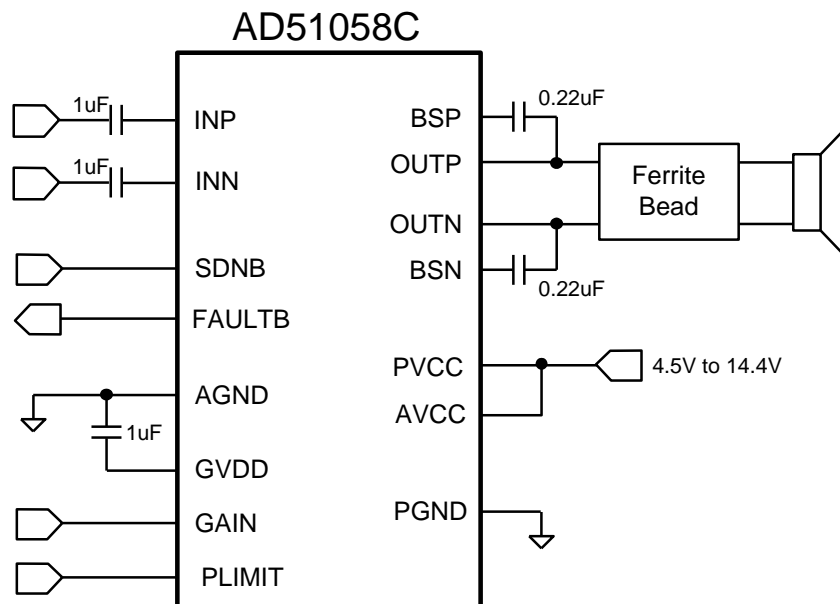 AD51058C
1uF
INP
1uF
INN
SDNB
FAULTB
AGND
1uF
GVDD
GAIN
PLIMIT
BSP
0.22uF
OUTP
Ferrite
Bead
OUTN
BSN
0.22uF
PVCC
4.5V to 14.4V
AVCC
PGND